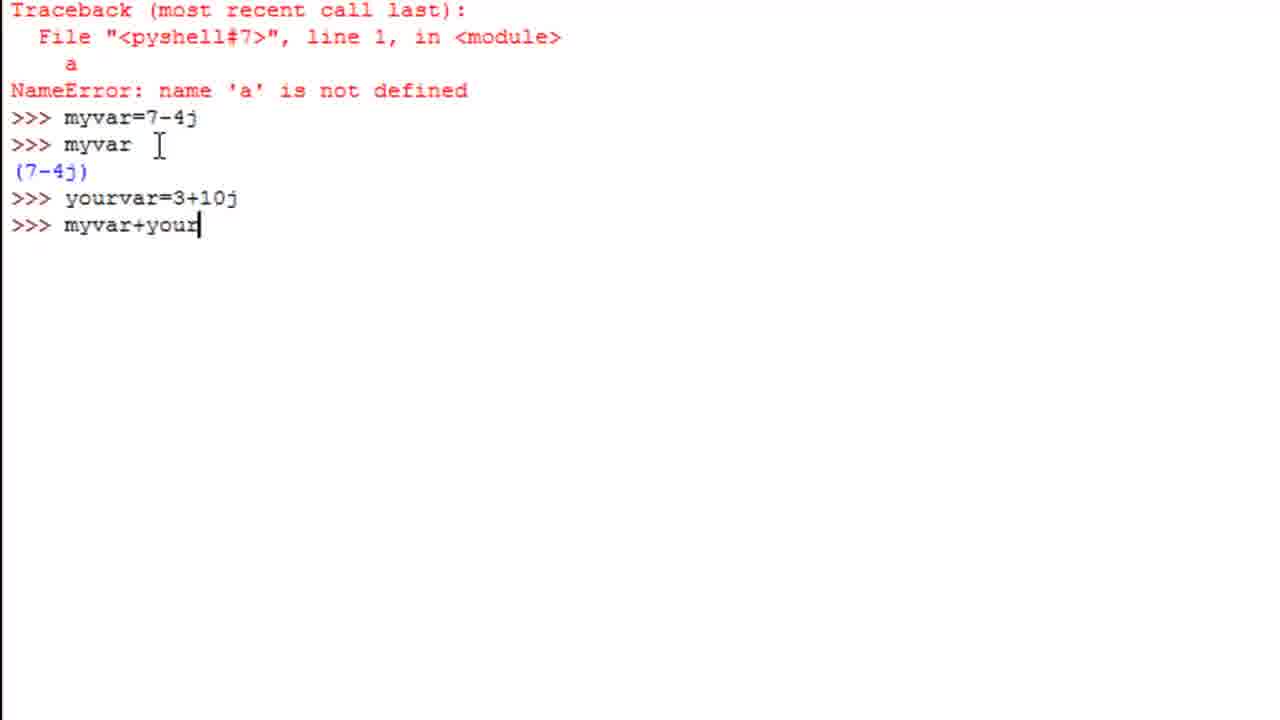 Traceback (most recent call last):
  File "<pyshell#7>", line 1, in <module>
    a
NameError: name 'a' is not defined
>>> myvar=7-4j
>>> myvar
(7-4j)
>>> yourvar=3+10j
>>> myvar+your